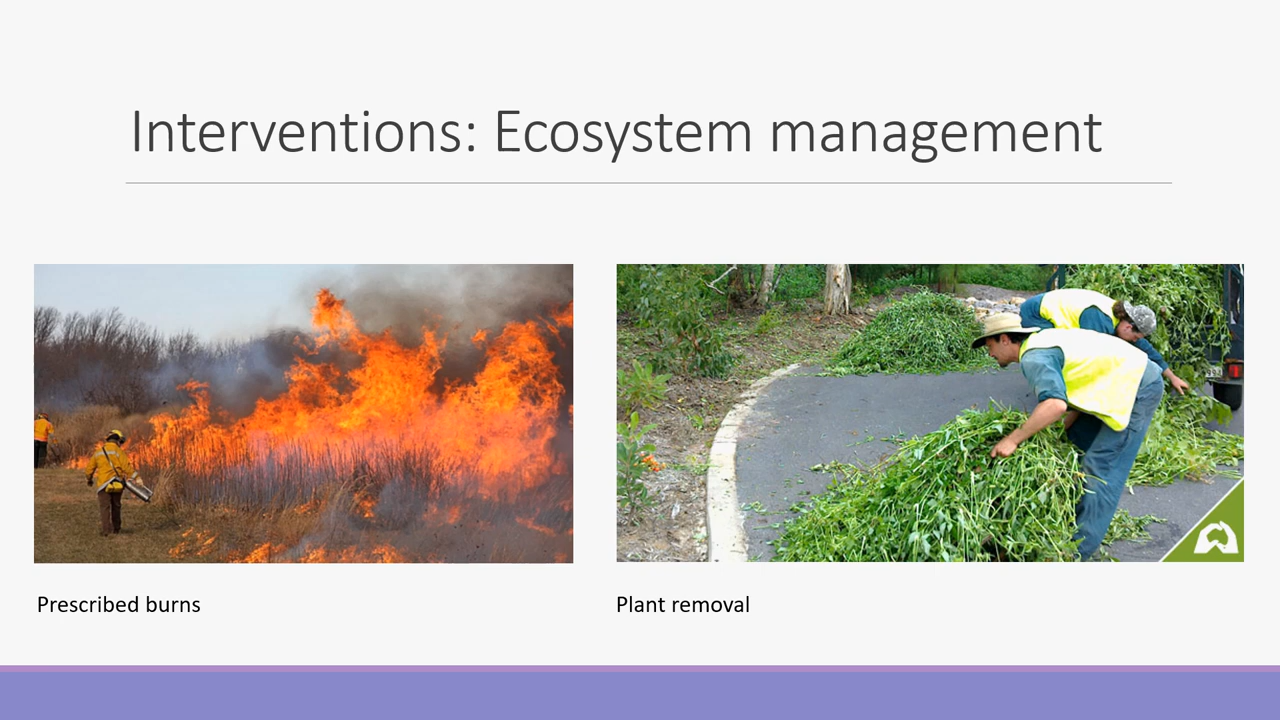 Interventions: Ecosystem management
Prescribed burns
Plant removal